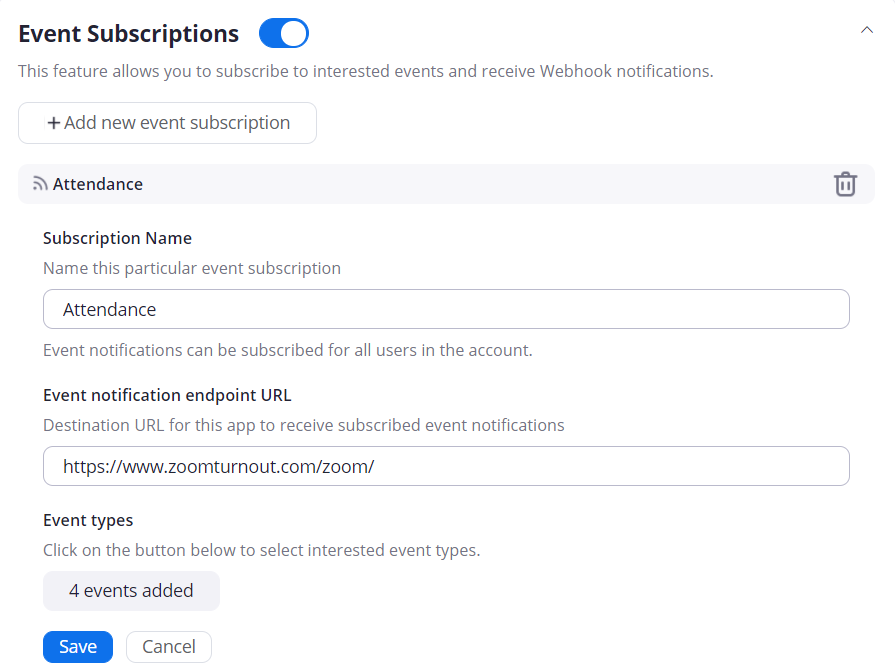 Event Subscriptions
This feature allows you to subscribe to interested events and receive Webhook notifications.
+ Add new event subscription
Attendance
Subscription Name
Name this particular event subscription
Attendance
Event notifications can be subscribed for all users in the account.
Event notification endpoint URL
Destination URL for this app to receive subscribed event notifications
https://www.zoomturnout.com/zoom/
Event types
Click on the button below to select interested event types.
4 events added
Save Cancel